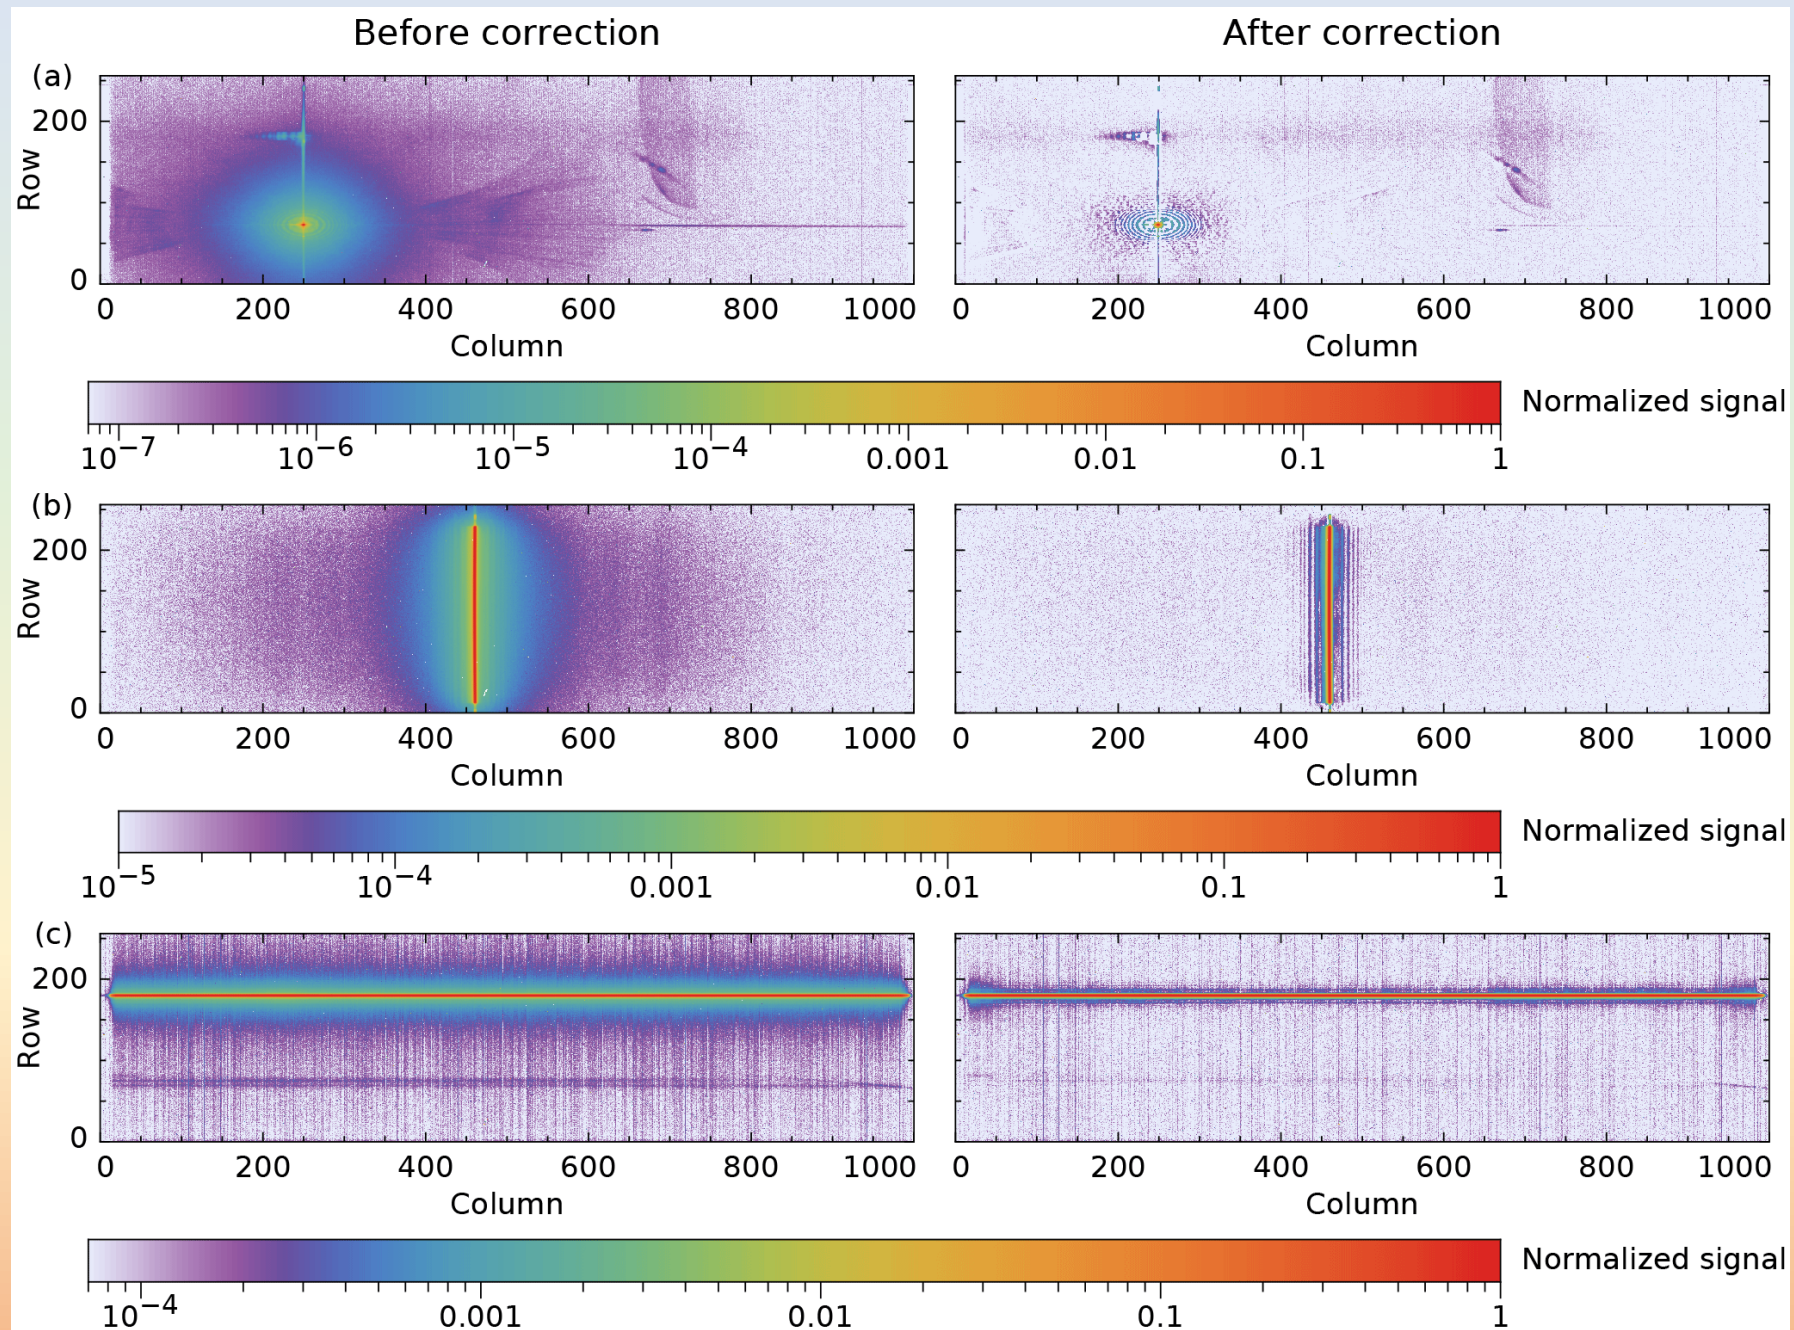 Before correction After correction
(a)
200
0
Row
0 200 400 600 800 1000 0 200 400 600 800 1000
Column Column
10⁻⁷ 10⁻⁶ 10⁻⁵ 10⁻⁴ 0.001 0.01 0.1 1 Normalized signal
(b)
200
0
Row
0 200 400 600 800 1000 0 200 400 600 800 1000
Column Column
10⁻⁵ 10⁻⁴ 0.001 0.01 0.1 1 Normalized signal
(c)
200
0
Row
0 200 400 600 800 1000 0 200 400 600 800 1000
Column Column
10⁻⁴ 0.001 0.01 0.1 1 Normalized signal